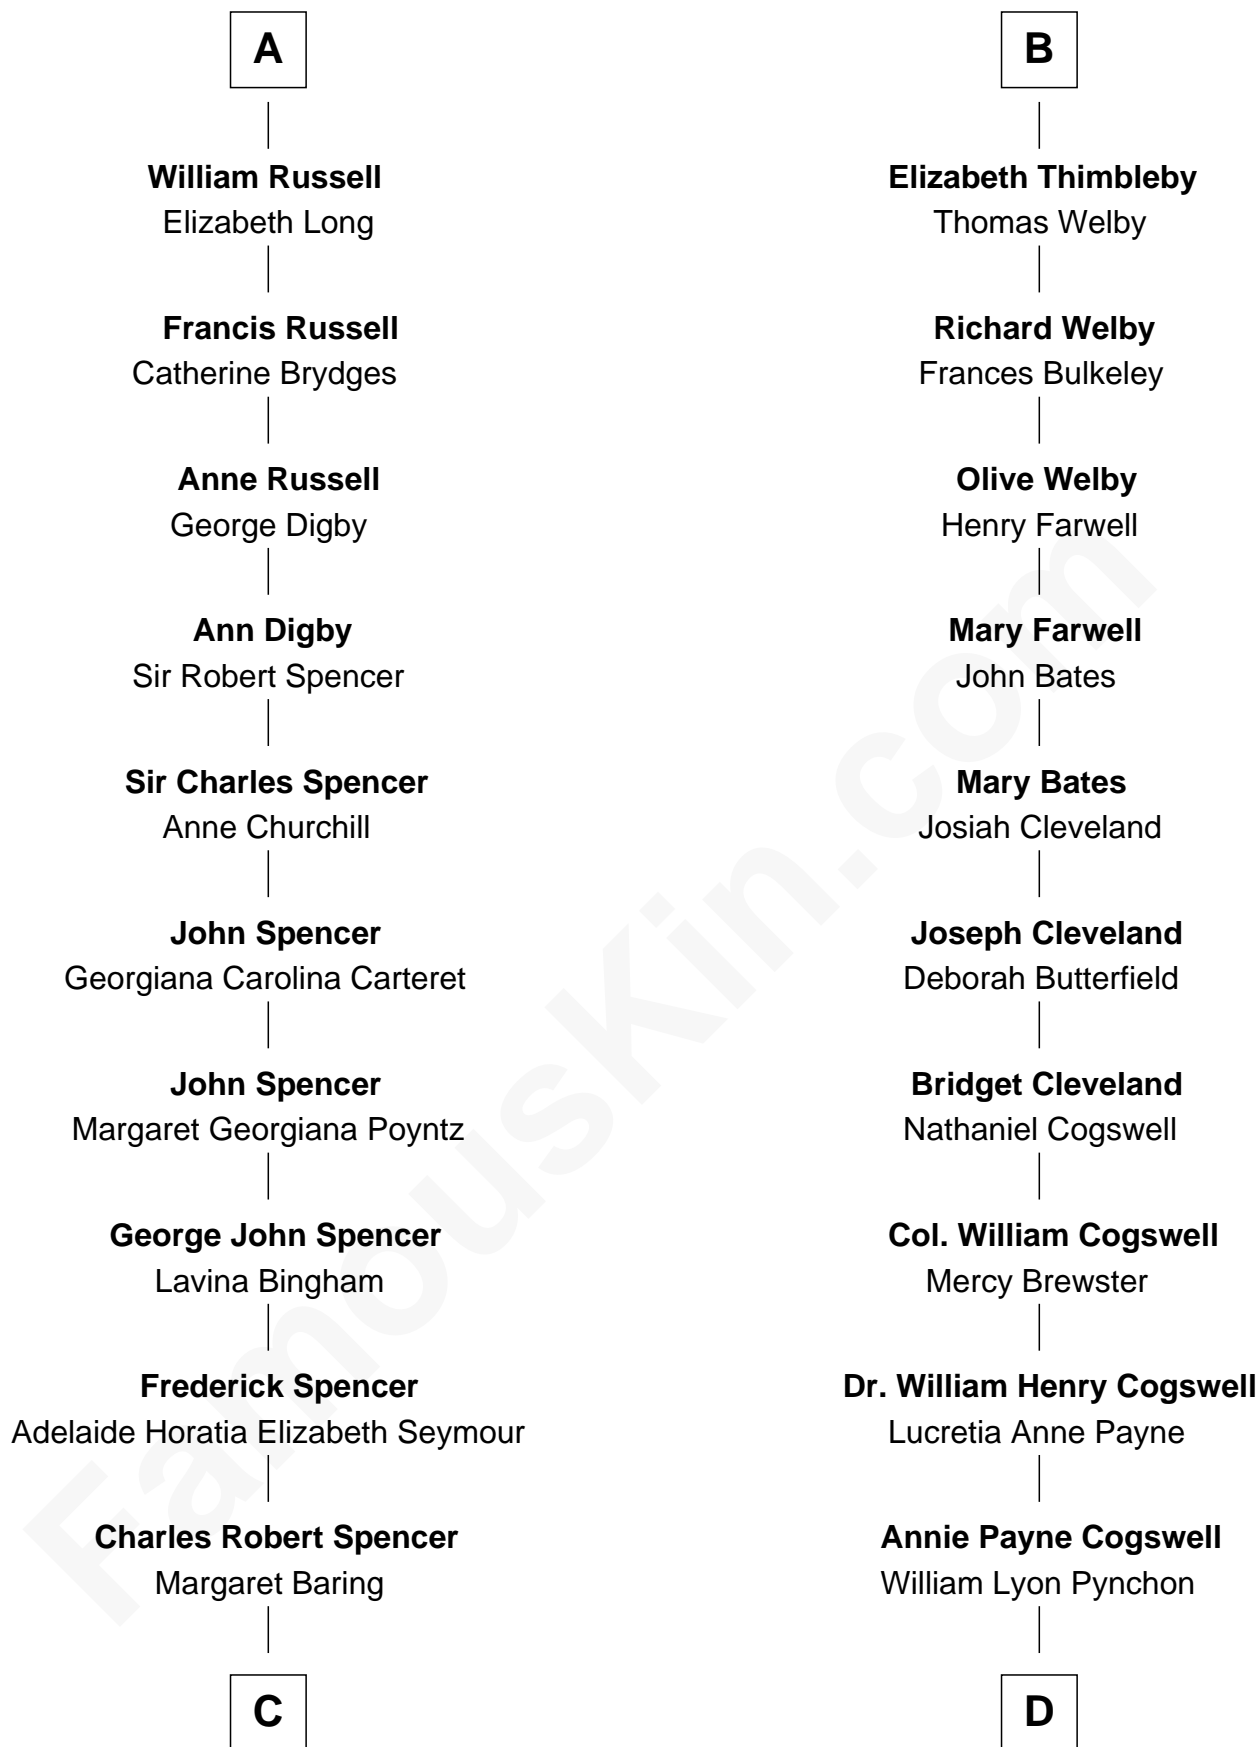 A
William Russell
Elizabeth Long
Francis Russell
Catherine Brydges
Anne Russell
George Digby
Ann Digby
Sir Robert Spencer
Sir Charles Spencer
Anne Churchill
John Spencer
Georgiana Carolina Carteret
John Spencer
Margaret Georgiana Poyntz
George John Spencer
Lavina Bingham
Frederick Spencer
Adelaide Horatia Elizabeth Seymour
Charles Robert Spencer
Margaret Baring
C
B
Elizabeth Thimbleby
Thomas Welby
Richard Welby
Frances Bulkeley
Olive Welby
Henry Farwell
Mary Farwell
John Bates
Mary Bates
Josiah Cleveland
Joseph Cleveland
Deborah Butterfield
Bridget Cleveland
Nathaniel Cogswell
Col. William Cogswell
Mercy Brewster
Dr. William Henry Cogswell
Lucretia Anne Payne
Annie Payne Cogswell
William Lyon Pynchon
D
FamousKin.com